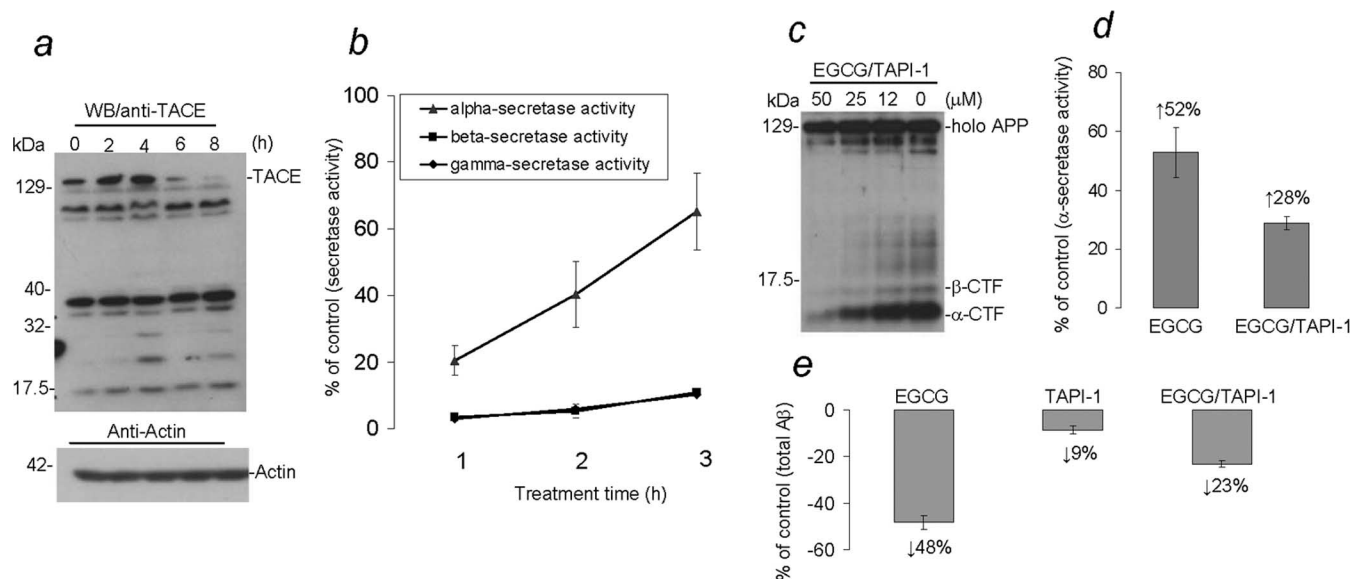 a
WB/anti-TACE
kDa 0 2 4 6 8 (h)
129-
-TACE
40-
32-
17.5-
Anti-Actin
42-
-Actin
b
% of control (secretase activity)
100
80
60
40
20
0
alpha-secretase activity
beta-secretase activity
gamma-secretase activity
1 2 3
Treatment time (h)
c
EGCG/TAPI-1
kDa 50 25 12 0 (μM)
129-
-holo APP
17.5-
-β-CTF
-α-CTF
d
% of control (α-secretase activity)
100
80
60
40
20
0
↑52%
↑28%
EGCG EGCG/TAPI-1
e
EGCG TAPI-1 EGCG/TAPI-1
% of control (total Aβ)
0
-20
-40
-60
↓48%
↓9%
↓23%